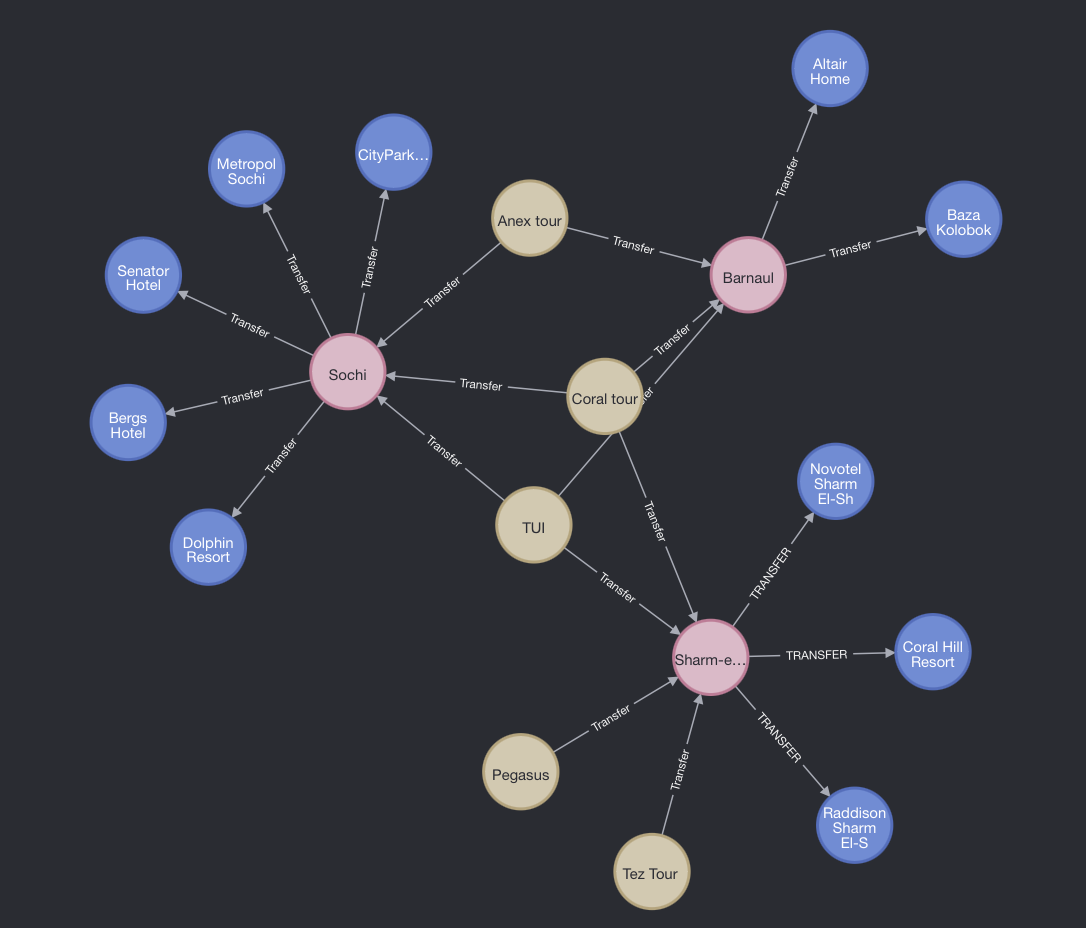 Altair
Home
Transfer
Metropol
Sochi
CityPark...
Transfer
Transfer
Anex tour
Transfer
Transfer
Baza
Kolobok
Transfer
Barnaul
Senator
Hotel
Transfer
Transfer
Sochi
Transfer
Coral tour
Transfer
er
Bergs
Hotel
Transfer
Dolphin
Resort
Transfer
Transfer
TUI
Transfer
Transfer
Novotel
Sharm
El-Sh
TRANSFER
Sharm-e...
TRANSFER
Coral Hill
Resort
TRANSFER
Raddison
Sharm
El-S
Pegasus
Transfer
Transfer
Tez Tour